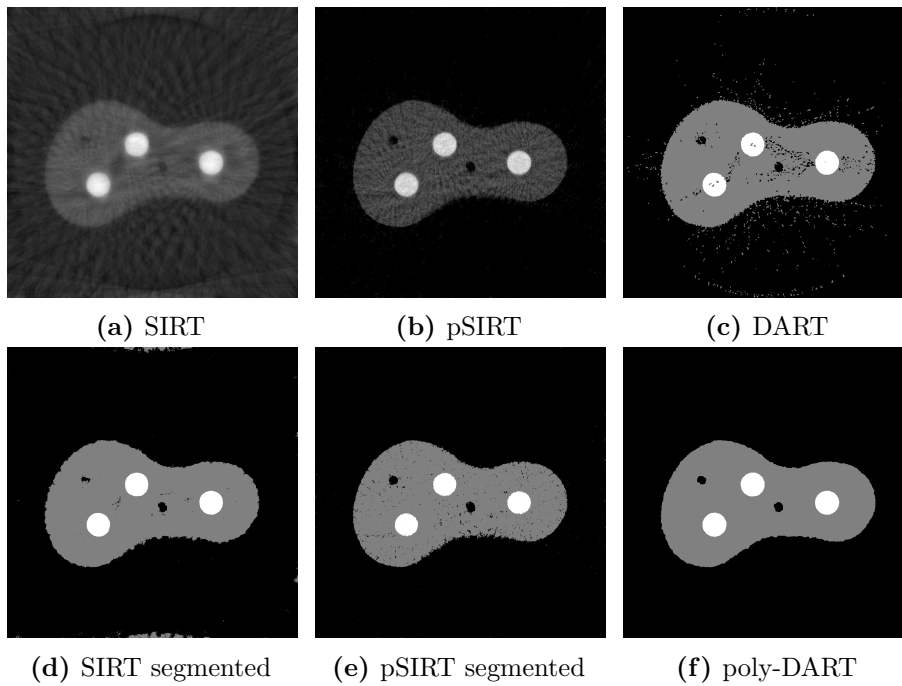 (a) SIRT
(b) pSIRT
(c) DART
(d) SIRT segmented
(e) pSIRT segmented
(f) poly-DART